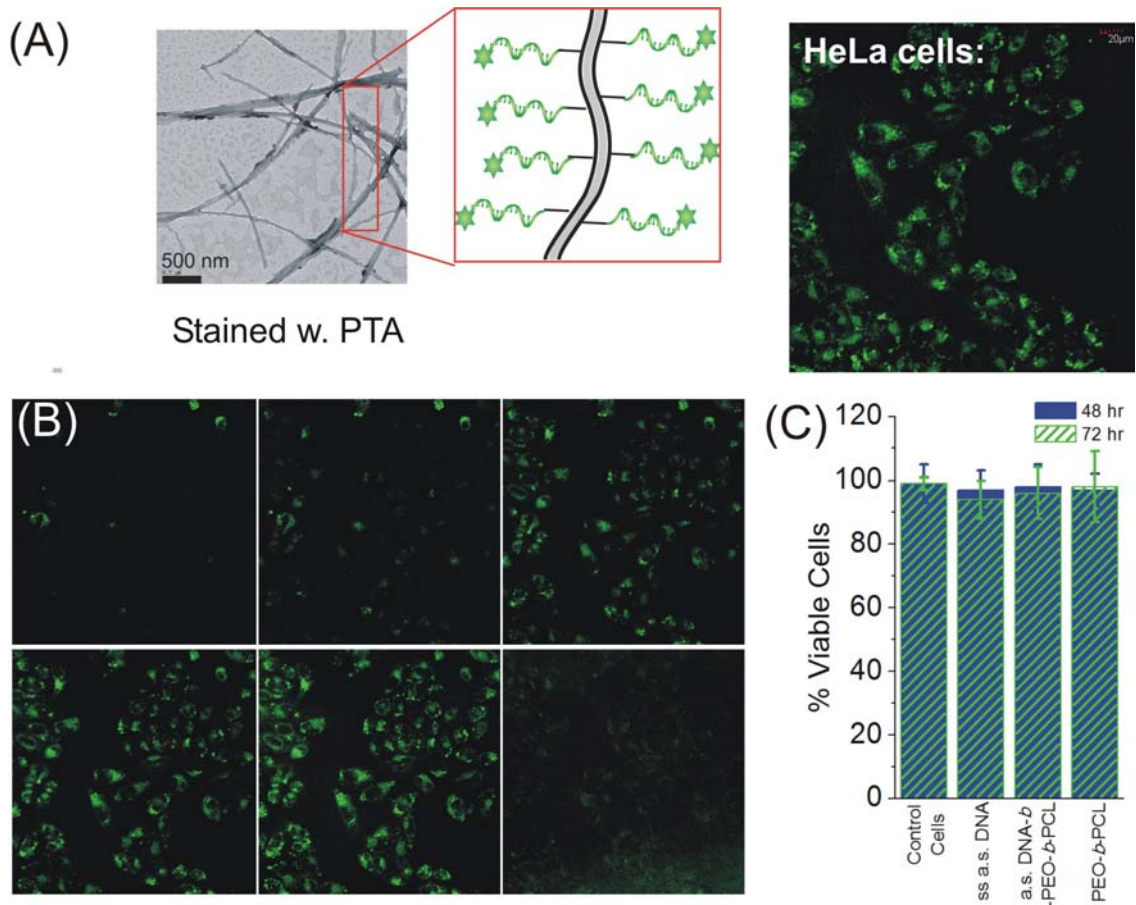 (A)
HeLa cells:
20μm
500 nm
Stained w. PTA
(B)
(C)
48 hr
72 hr
% Viable Cells
120
100
80
60
40
20
0
Control
Cells
ss a.s. DNA
a.s. DNA-b
-PEO-b-PCL
PEO-b-PCL